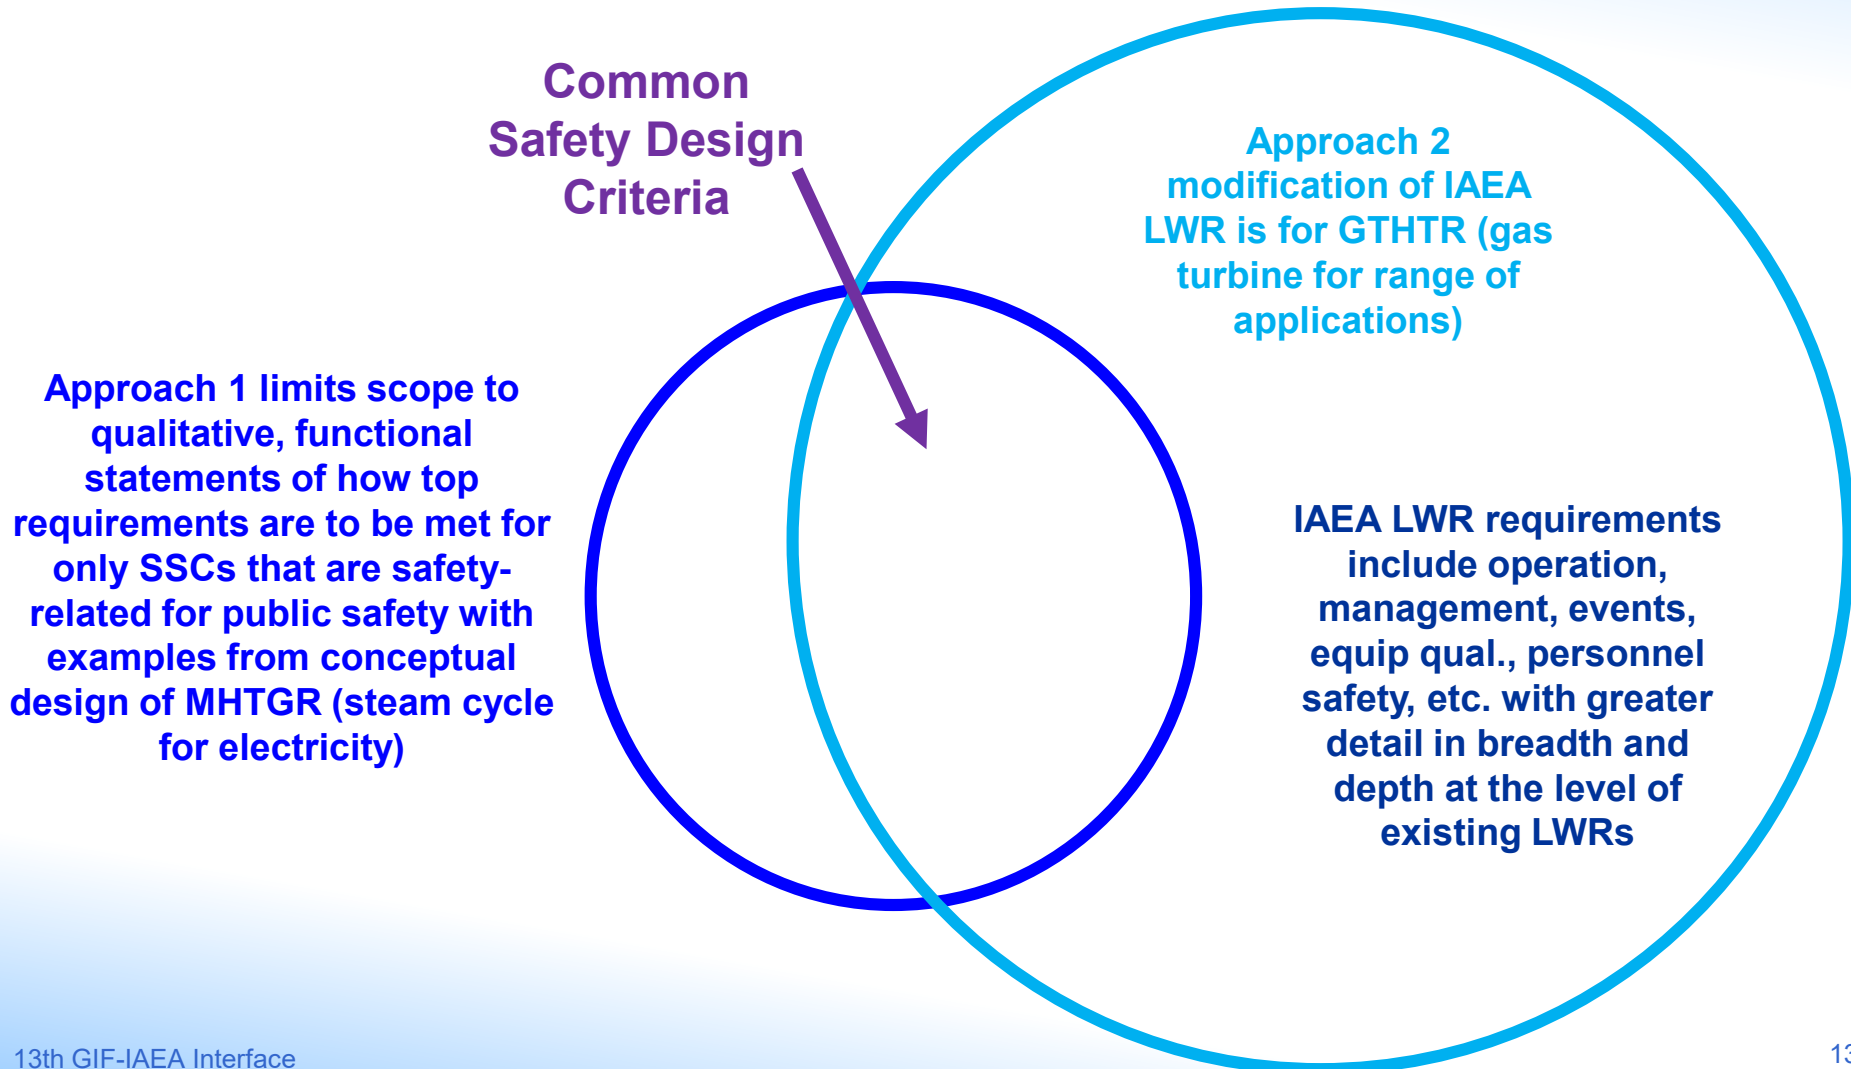 Common
Safety Design
Criteria
Approach 2
modification of IAEA
LWR is for GTHTR (gas
turbine for range of
applications)
Approach 1 limits scope to
qualitative, functional
statements of how top
requirements are to be met for
only SSCs that are safety-
related for public safety with
examples from conceptual
design of MHTGR (steam cycle
for electricity)
IAEA LWR requirements
include operation,
management, events,
equip qual., personnel
safety, etc. with greater
detail in breadth and
depth at the level of
existing LWRs
13th GIF-IAEA Interface
13